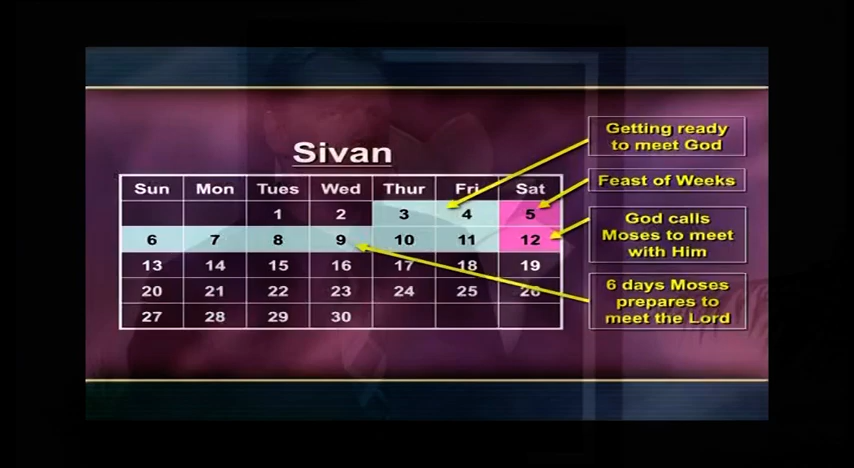 Sivan
Sun Mon Tues Wed Thur Fri Sat
1 2 3 4 5
6 7 8 9 10 11 12
13 14 15 16 17 18 19
20 21 22 23 24 25 26
27 28 29 30
Getting ready
to meet God
Feast of Weeks
God calls
Moses to meet
with Him
6 days Moses
prepares to
meet the Lord